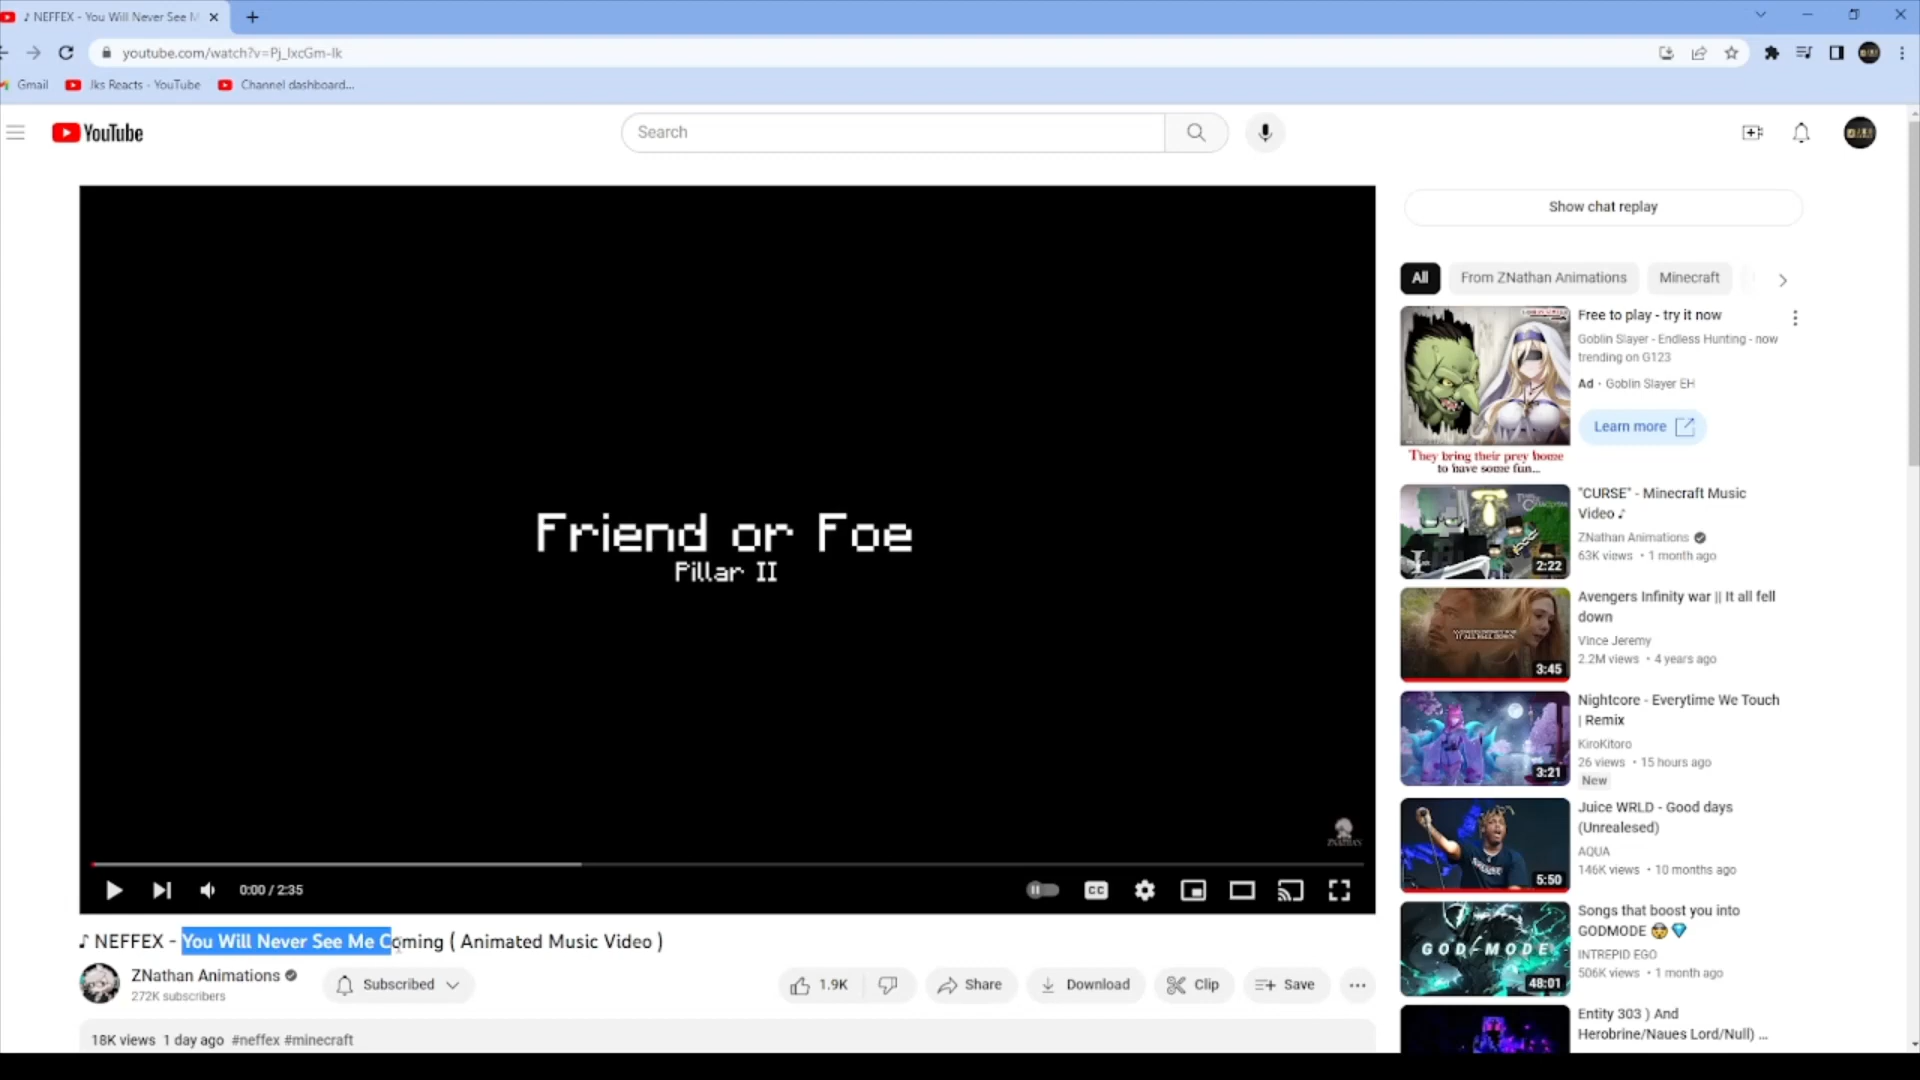 ♪ NEFFEX - You Will Never See M
youtube.com/watch?v=Pj_lxcGm-lk
Gmail
Jks Reacts - YouTube
Channel dashboard...
YouTube
Search
Show chat replay
All
From ZNathan Animations
Minecraft
Friend or Foe
Pillar II
ZNATHAN
0:00 / 2:35
CC
♪ NEFFEX - You Will Never See Me Coming ( Animated Music Video )
ZNathan Animations
272K subscribers
Subscribed
1.9K
Share
Download
Clip
Save
18K views 1 day ago #neffex #minecraft
They bring their prey home
to have some fun...
Free to play - try it now
Goblin Slayer - Endless Hunting - now
trending on G123
Ad · Goblin Slayer EH
Learn more
2:22
"CURSE" - Minecraft Music
Video ♪
ZNathan Animations
63K views • 1 month ago
3:45
Avengers Infinity war || It all fell
down
Vince Jeremy
2.2M views • 4 years ago
3:21
Nightcore - Everytime We Touch
| Remix
KiroKitoro
26 views • 15 hours ago
New
5:50
Juice WRLD - Good days
(Unrealesed)
AQUA
146K views • 10 months ago
GOD-MODE
48:01
Songs that boost you into
GODMODE 🤯💎
INTREPID EGO
506K views • 1 month ago
Entity 303 ) And
Herobrine/Naues Lord/Null) ...